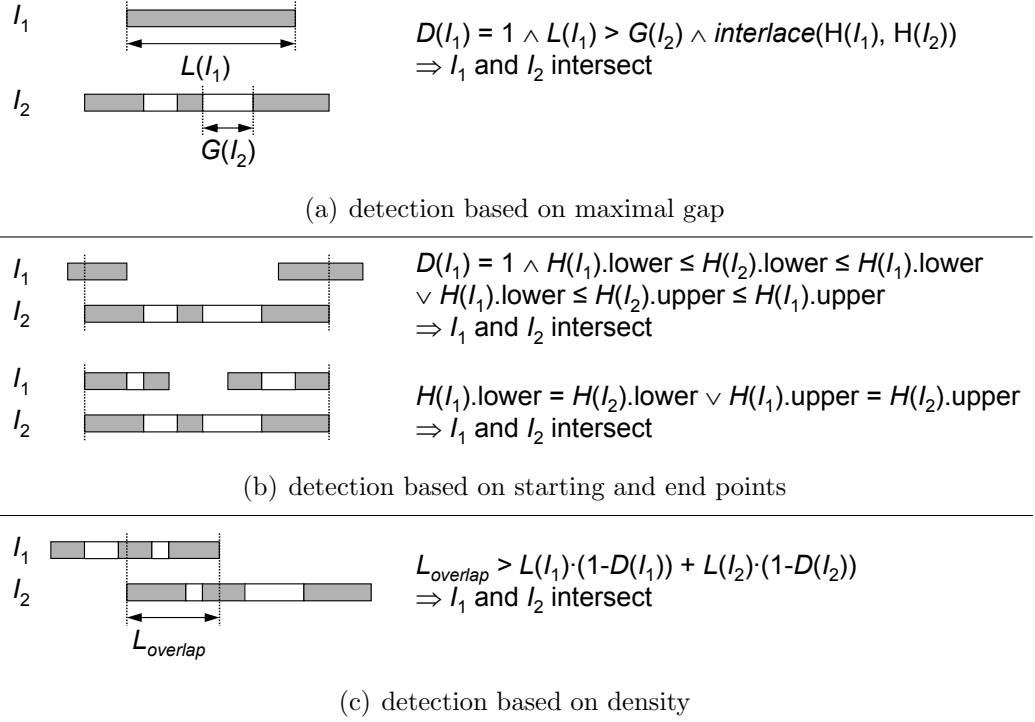 I₁
D(I₁) = 1 ∧ L(I₁) > G(I₂) ∧ interlace(H(I₁), H(I₂))
⇒ I₁ and I₂ intersect
L(I₁)
I₂
G(I₂)
(a) detection based on maximal gap
I₁
I₂
D(I₁) = 1 ∧ H(I₁).lower ≤ H(I₂).lower ≤ H(I₁).lower
∨ H(I₁).lower ≤ H(I₂).upper ≤ H(I₁).upper
⇒ I₁ and I₂ intersect
I₁
I₂
H(I₁).lower = H(I₂).lower ∨ H(I₁).upper = H(I₂).upper
⇒ I₁ and I₂ intersect
(b) detection based on starting and end points
I₁
I₂
L_overlap > L(I₁)·(1-D(I₁)) + L(I₂)·(1-D(I₂))
⇒ I₁ and I₂ intersect
L_overlap
(c) detection based on density